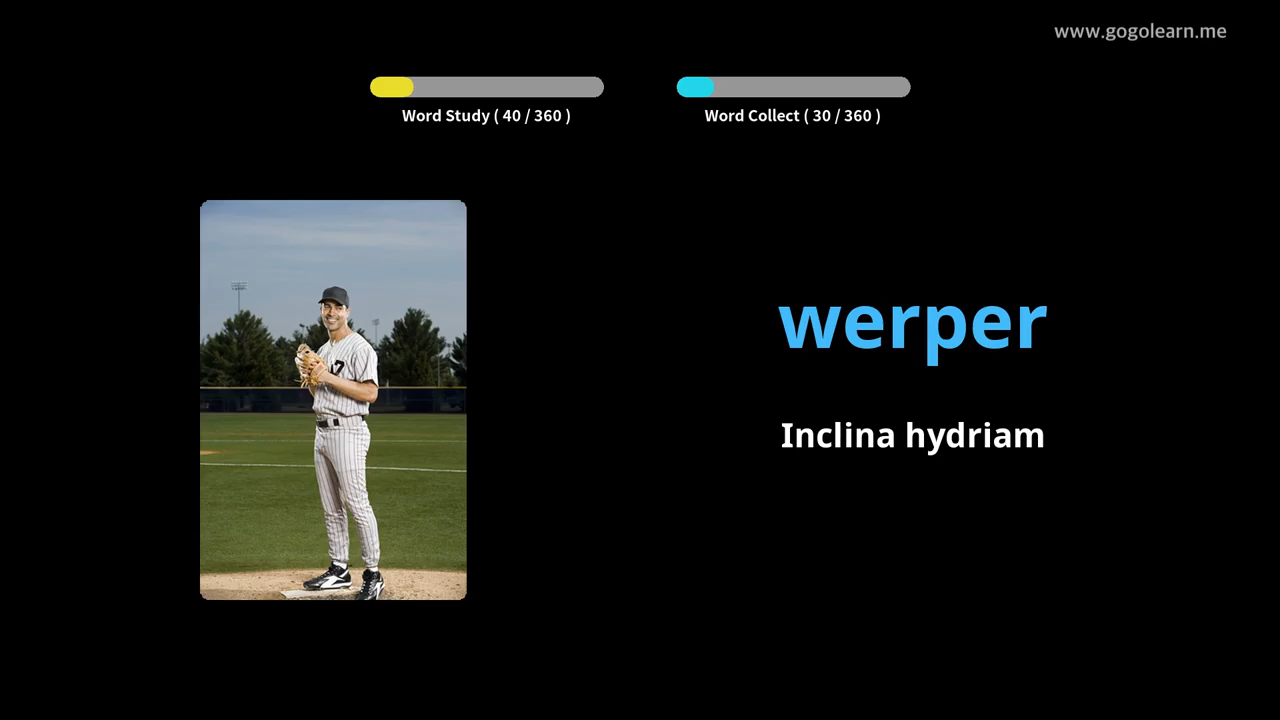 www.gogolearn.me
Word Study ( 40 / 360 )
Word Collect ( 30 / 360 )
werper
Inclina hydriam